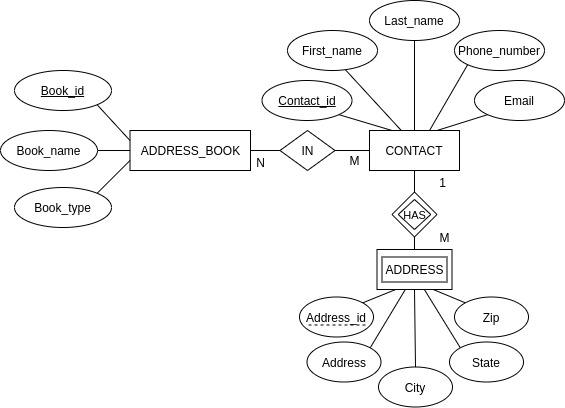 Last_name
First_name
Phone_number
Book_id
Contact_id
Email
Book_name
ADDRESS_BOOK
IN
CONTACT
N
M
1
Book_type
HAS
M
ADDRESS
Address_id
Zip
Address
State
City